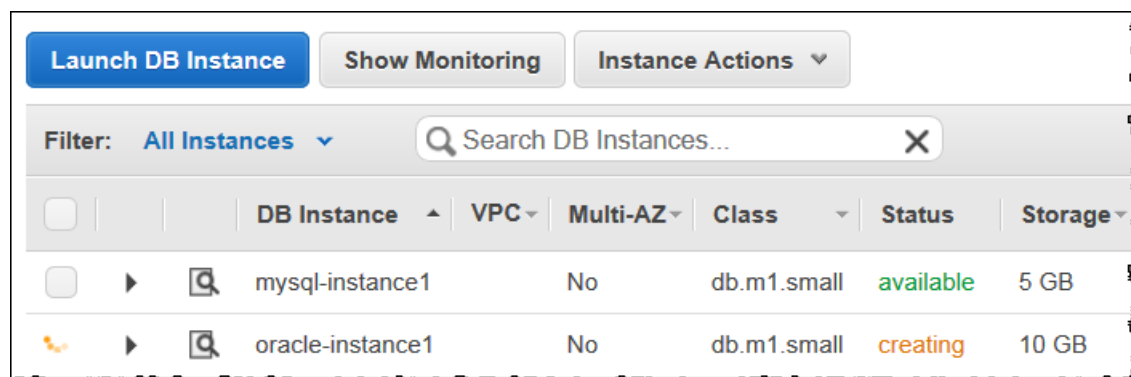 Launch DB Instance Show Monitoring Instance Actions
Filter: All Instances Search DB Instances...
DB Instance VPC Multi-AZ Class Status Storage
mysql-instance1 No db.m1.small available 5 GB
oracle-instance1 No db.m1.small creating 10 GB